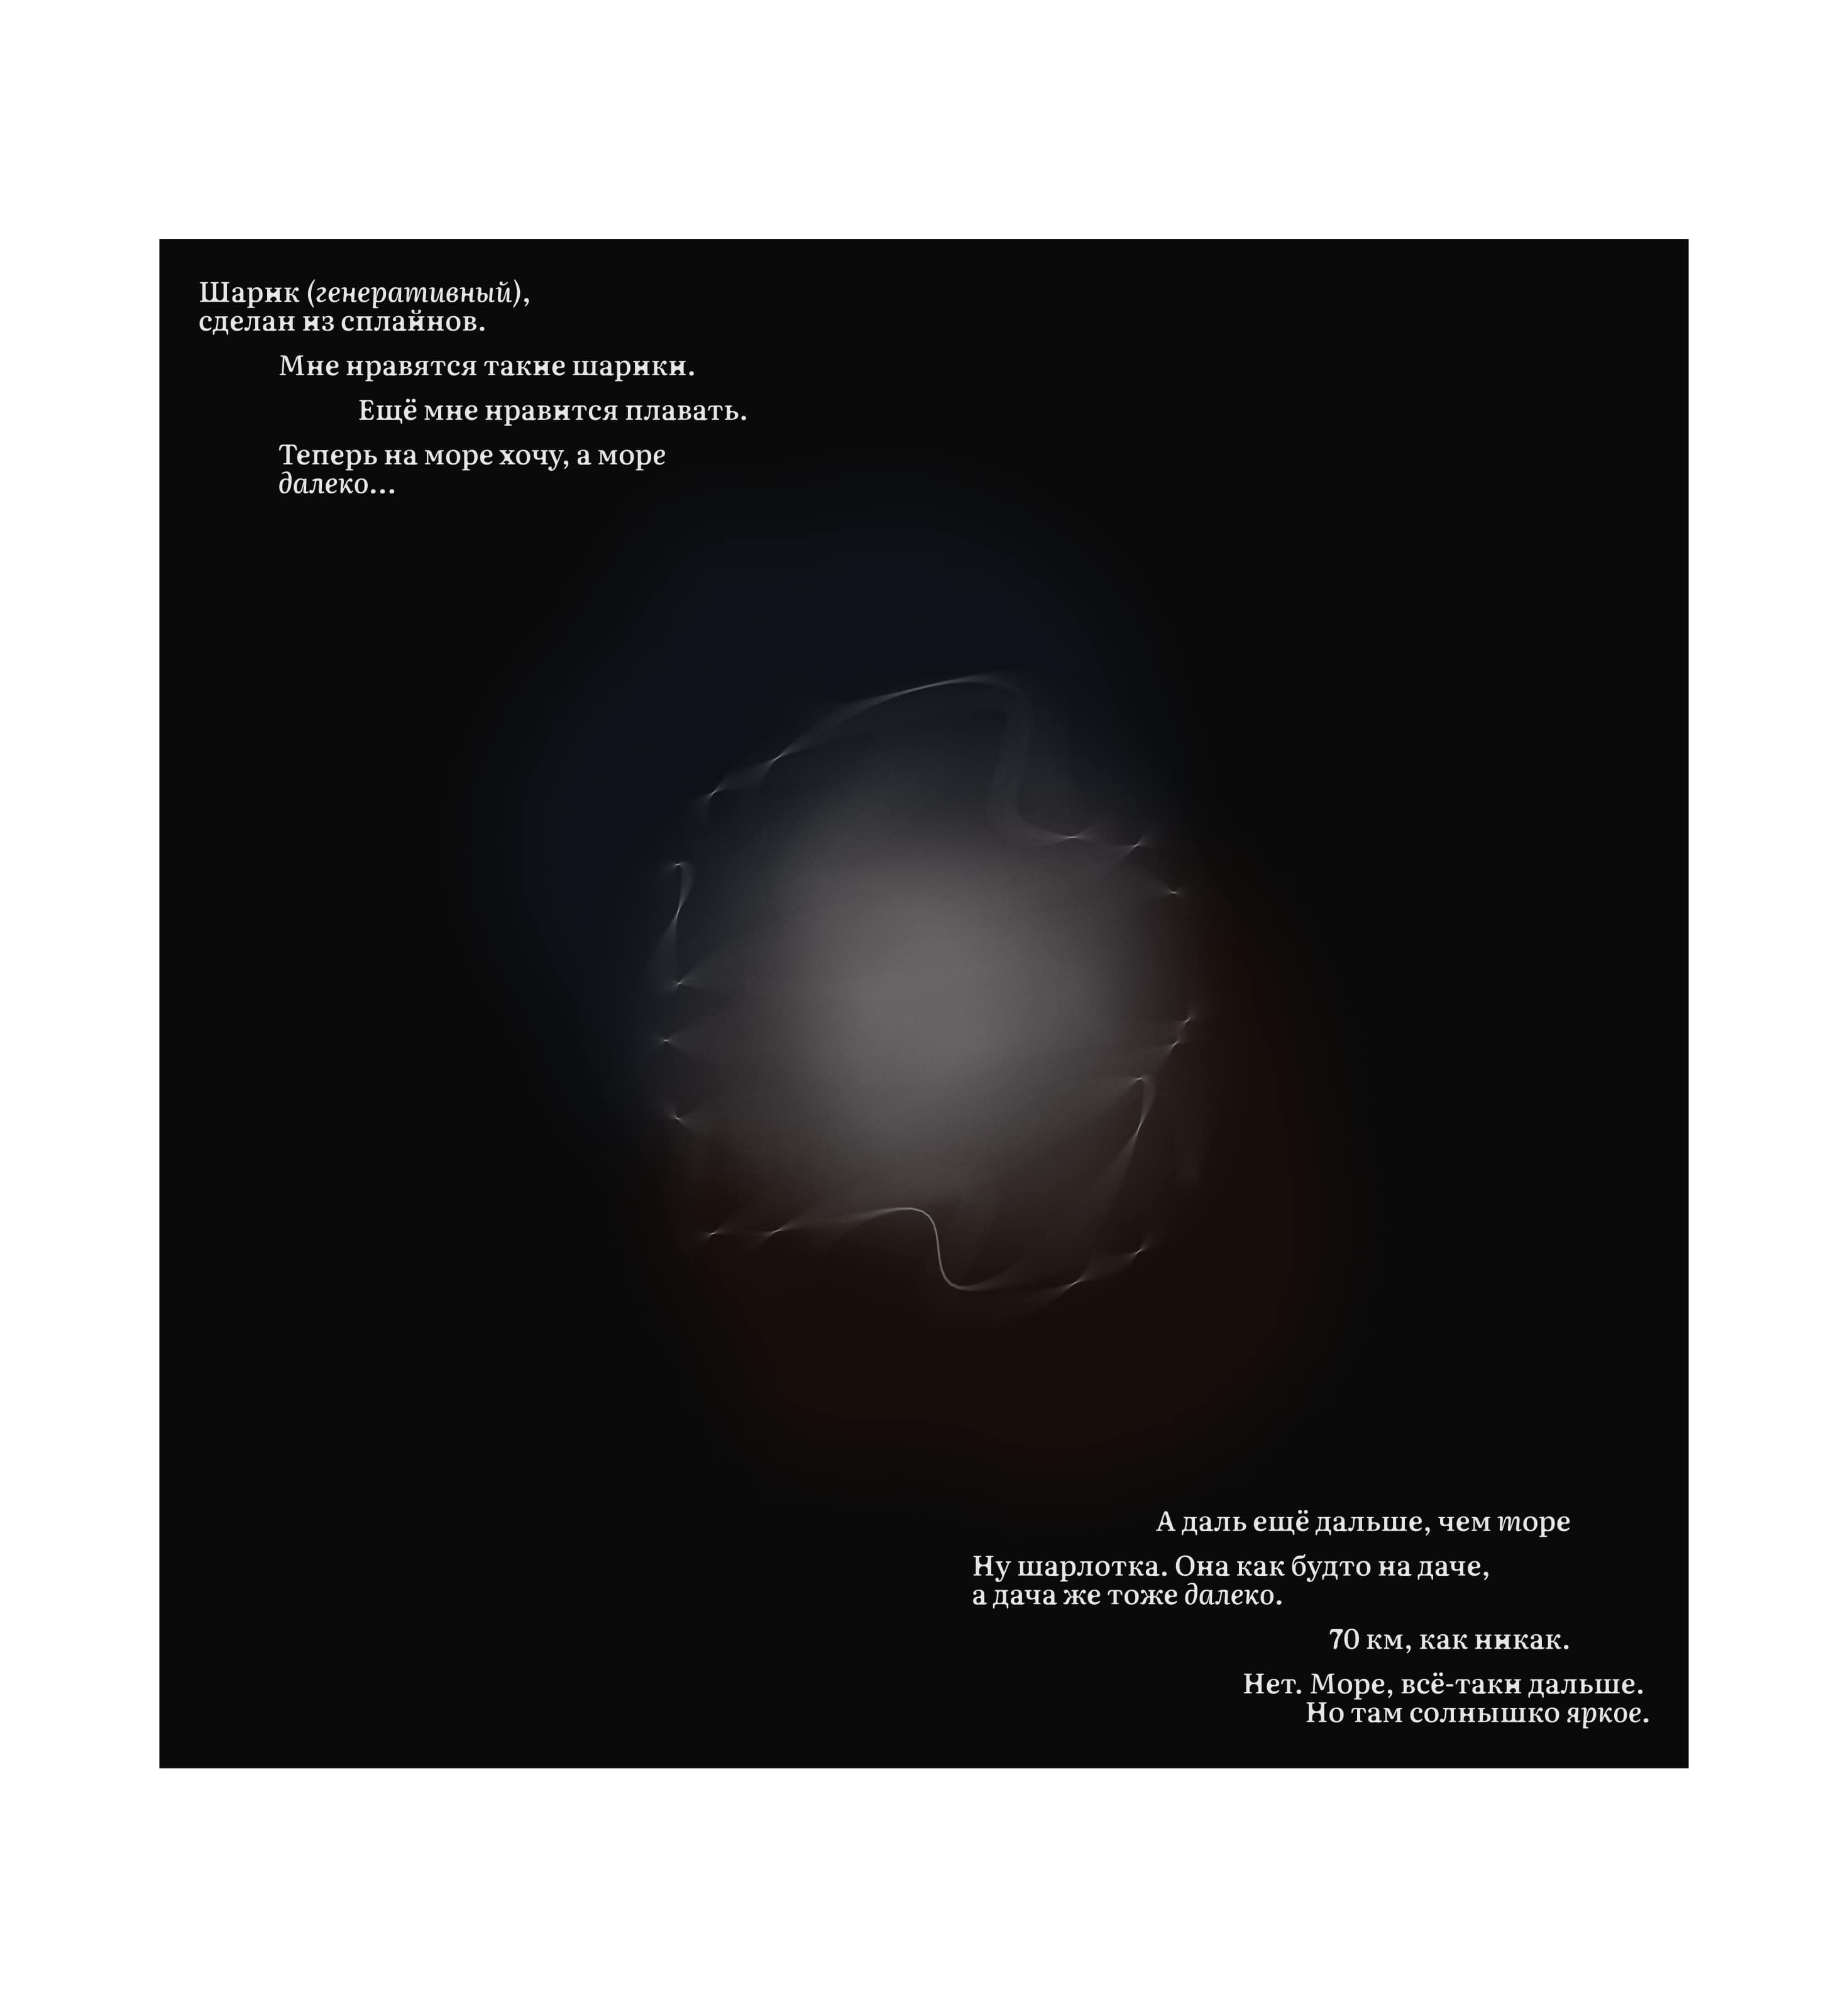 Шарик (генеративный),
сделан из сплайнов.
Мне нравятся такие шарики.
Ещё мне нравится плавать.
Теперь на море хочу, а море
далеко...
А даль ещё дальше, чем море
Ну шарлотка. Она как будто на даче,
а дача же тоже далеко.
70 км, как никак.
Нет. Море, всё-таки дальше.
Но там солнышко яркое.